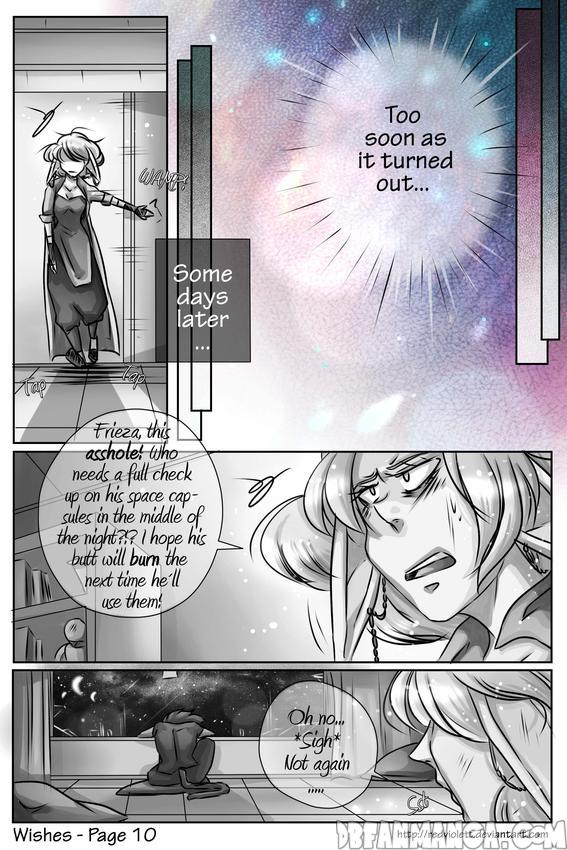 Too
soon as
it turned
out...
WAMP!
Some
days
later
...
Tap
Tap
Frieza, this
asshole! Who
needs a full check
up on his space cap-
sules in the middle of
the night?? I hope his
butt will burn the
next time he'll
use them!
Oh no...
*Sigh*
Not again
.....
Wishes - Page 10
http://redviolett.deviantart.com
DBFANMANGA.COM